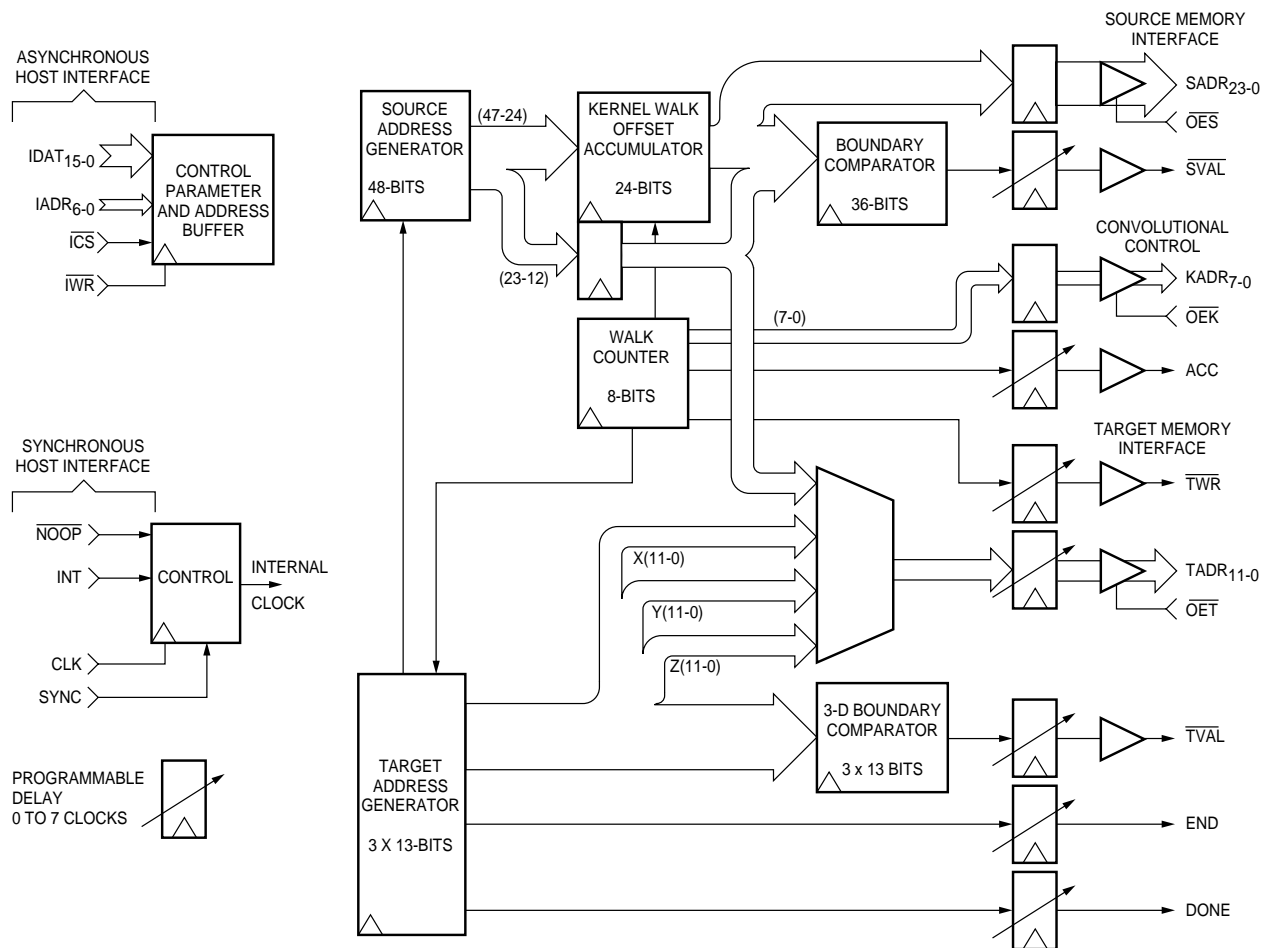 ASYNCHRONOUS
HOST INTERFACE
IDAT15-0
IADR6-0
ICS
IWR
CONTROL
PARAMETER
AND ADDRESS
BUFFER
SYNCHRONOUS
HOST INTERFACE
NOOP
INT
CLK
SYNC
CONTROL
INTERNAL
CLOCK
PROGRAMMABLE
DELAY
0 TO 7 CLOCKS
SOURCE
ADDRESS
GENERATOR
48-BITS
(47-24)
(23-12)
KERNEL WALK
OFFSET
ACCUMULATOR
24-BITS
BOUNDARY
COMPARATOR
36-BITS
WALK
COUNTER
8-BITS
(7-0)
X(11-0)
Y(11-0)
Z(11-0)
TARGET
ADDRESS
GENERATOR
3 X 13-BITS
3-D BOUNDARY
COMPARATOR
3 x 13 BITS
SOURCE MEMORY
INTERFACE
SADR23-0
OES
SVAL
CONVOLUTIONAL
CONTROL
KADR7-0
OEK
ACC
TARGET MEMORY
INTERFACE
TWR
TADR11-0
OET
TVAL
END
DONE